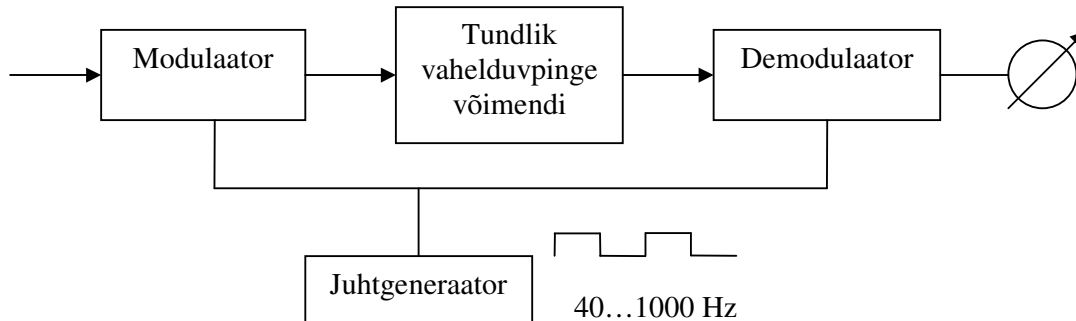 Modulaator
Tundlik
vahelduvpinge
võimendi
Demodulaator
Juhtgeneraator
40…1000 Hz